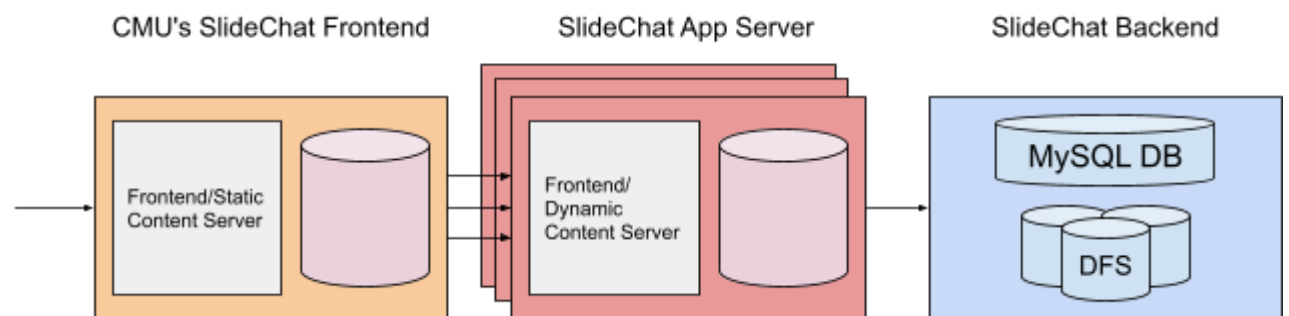 CMU's SlideChat Frontend
SlideChat App Server
SlideChat Backend
Frontend/Static
Content Server
Frontend/
Dynamic
Content Server
MySQL DB
DFS